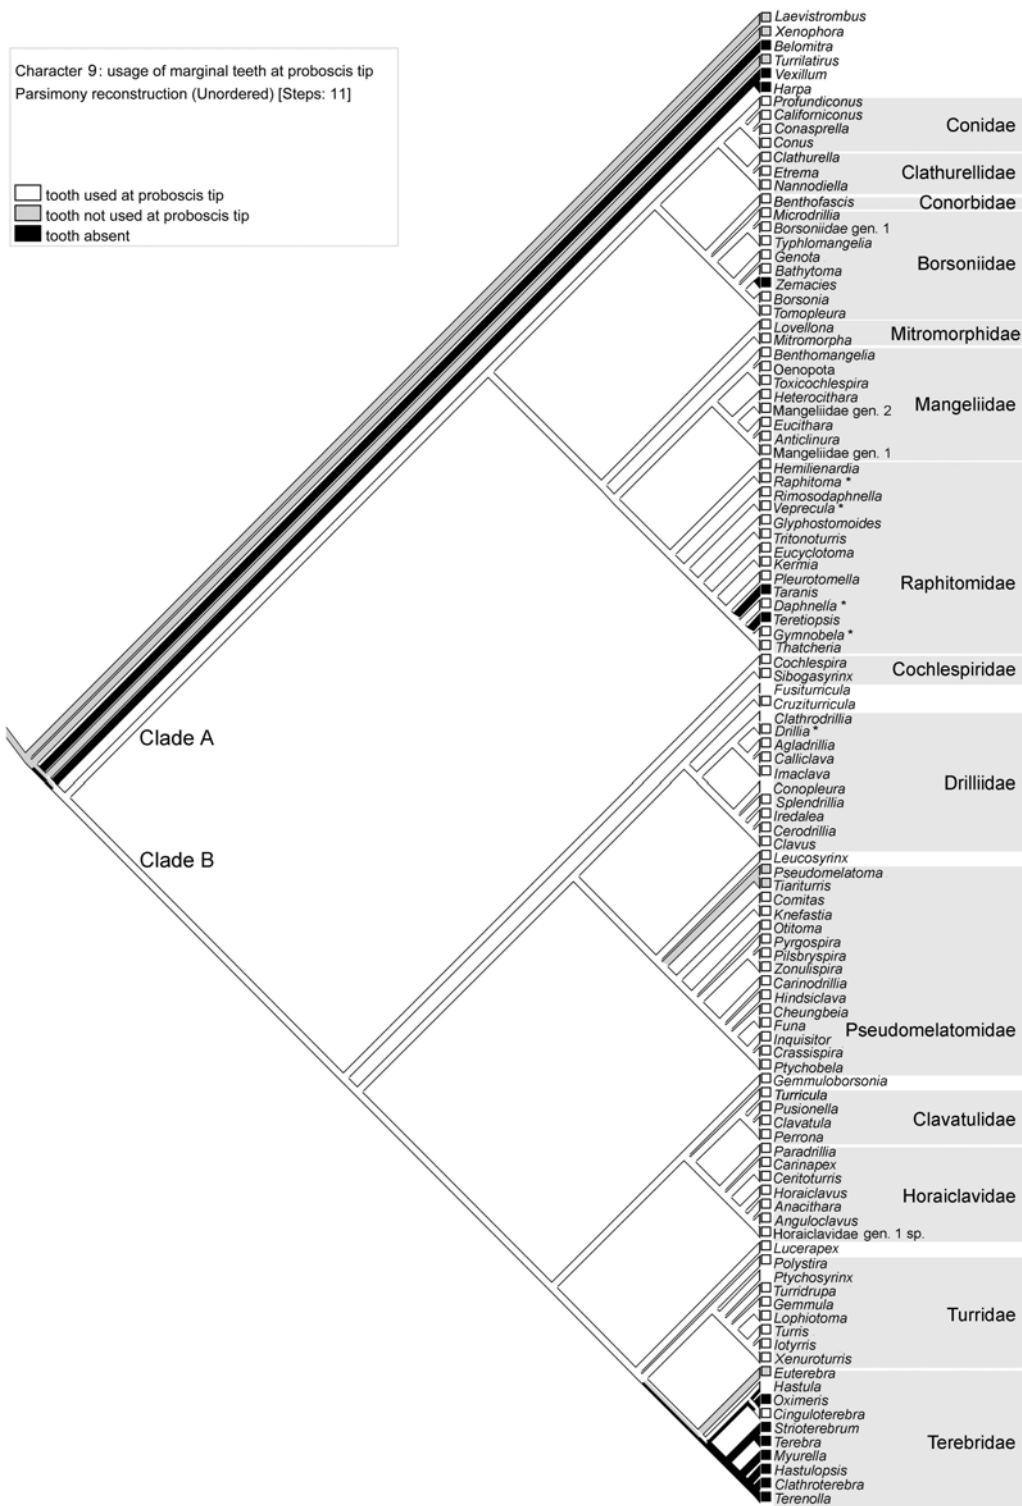 Character 9: usage of marginal teeth at proboscis tip
Parsimony reconstruction (Unordered) [Steps: 11]
tooth used at proboscis tip
tooth not used at proboscis tip
tooth absent
Clade A
Clade B
Laevistrombus
Xenophora
Belomitra
Turrilatirus
Vexillum
Harpa
Profundiconus
Californiconus
Conasprella
Conus
Conidae
Clathurella
Etrema
Nannodiella
Clathurellidae
Benthofascis
Conorbidae
Microdrillia
Borsoniidae gen. 1
Typhlomangelia
Genota
Bathytoma
Zemacies
Borsonia
Tomopleura
Borsoniidae
Lovellona
Mitromorpha
Mitromorphidae
Benthomangelia
Oenopota
Toxicochlespira
Heterocithara
Mangeliidae gen. 2
Eucithara
Anticlinura
Mangeliidae gen. 1
Mangeliidae
Hemilienardia
Raphitoma *
Rimosodaphnella
Veprecula *
Glyphostomoides
Tritonoturris
Eucyclotoma
Kermia
Pleurotomella
Taranis
Daphnella *
Teretiopsis
Gymnobela *
Thatcheria
Raphitomidae
Cochlespira
Sibogasyrinx
Cochlespiridae
Fusiturricula
Cruziturricula
Clathrodrillia
Drillia *
Agladrillia
Calliclava
Imaclava
Conopleura
Splendrillia
Iredalea
Cerodrillia
Clavus
Drilliidae
Leucosyrinx
Pseudomelatoma
Tiariturris
Comitas
Knefastia
Otitoma
Pyrgospira
Pilsbryspira
Zonulispira
Carinodrillia
Hindsiclava
Cheungbeia
Funa
Inquisitor
Crassispira
Ptychobela
Pseudomelatomidae
Gemmuloborsonia
Turricula
Pusionella
Clavatula
Perrona
Clavatulidae
Paradrillia
Carinapex
Ceritoturris
Horaiclavus
Anacithara
Anguloclavus
Horaiclavidae gen. 1 sp.
Horaiclavidae
Lucerapex
Polystira
Ptychosyrinx
Turridrupa
Gemmula
Lophiotoma
Turris
Iotyrris
Xenuroturris
Turridae
Euterebra
Hastula
Oximeris
Cinguloterebra
Strioterebrum
Terebra
Myurella
Hastulopsis
Clathroterebra
Terenolla
Terebridae